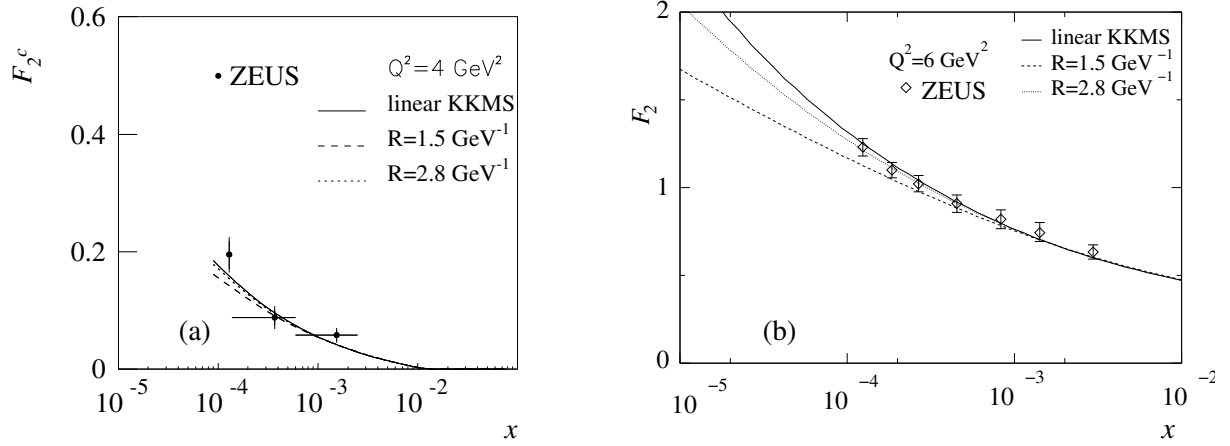 0.6
0.4
0.2
0
F₂ᶜ
ZEUS
Q²=4 GeV²
linear KKMS
R=1.5 GeV⁻¹
R=2.8 GeV⁻¹
(a)
10⁻⁵ 10⁻⁴ 10⁻³ 10⁻²
x
2
1
0
F₂
Q²=6 GeV²
ZEUS
linear KKMS
R=1.5 GeV⁻¹
R=2.8 GeV⁻¹
(b)
10⁻⁵ 10⁻⁴ 10⁻³ 10⁻²
x